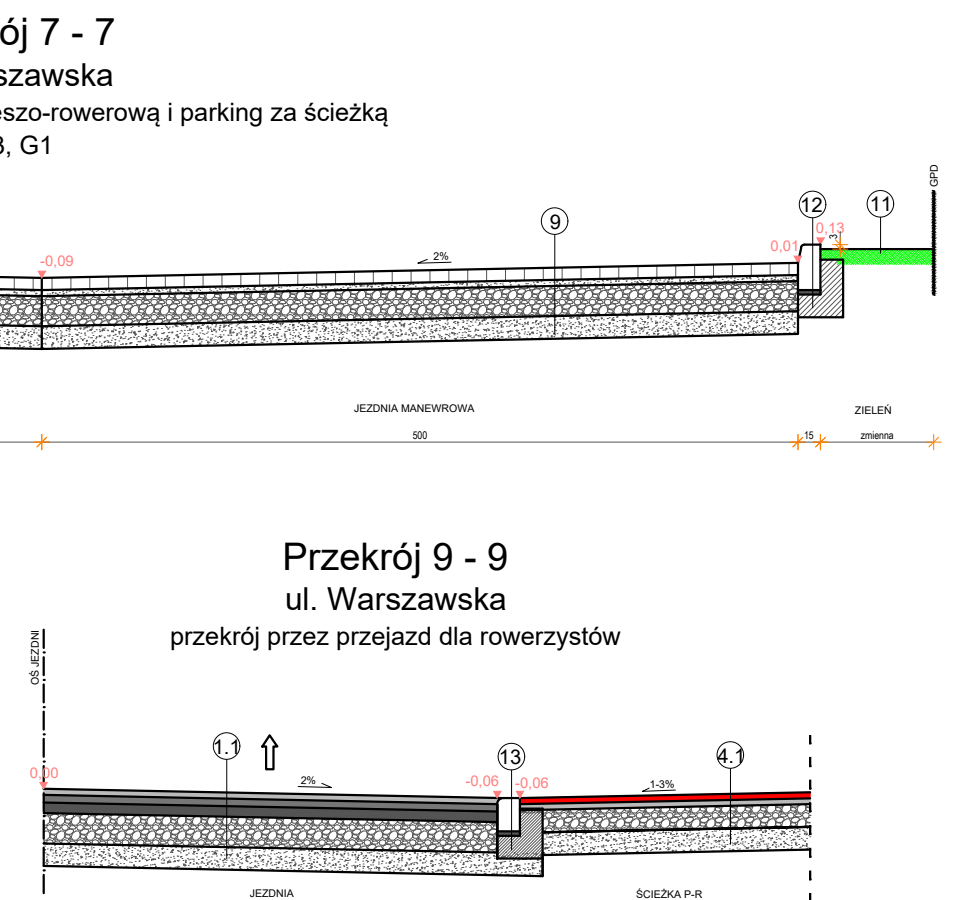 ój 7 - 7
szawska
eszo-rowerową i parking za ścieżką
3, G1
GPD
12
11
9
0,13
3
0,01
2%
-0,09
JEZDNIA MANEWROWA
ZIELEŃ
500
15
zmienna
Przekrój 9 - 9
ul. Warszawska
przekrój przez przejazd dla rowerzystów
OŚ JEZDNI
1.1
13
4.1
0,00
2%
-0,06
-0,06
1-3%
JEZDNIA
ŚCIEŻKA P-R